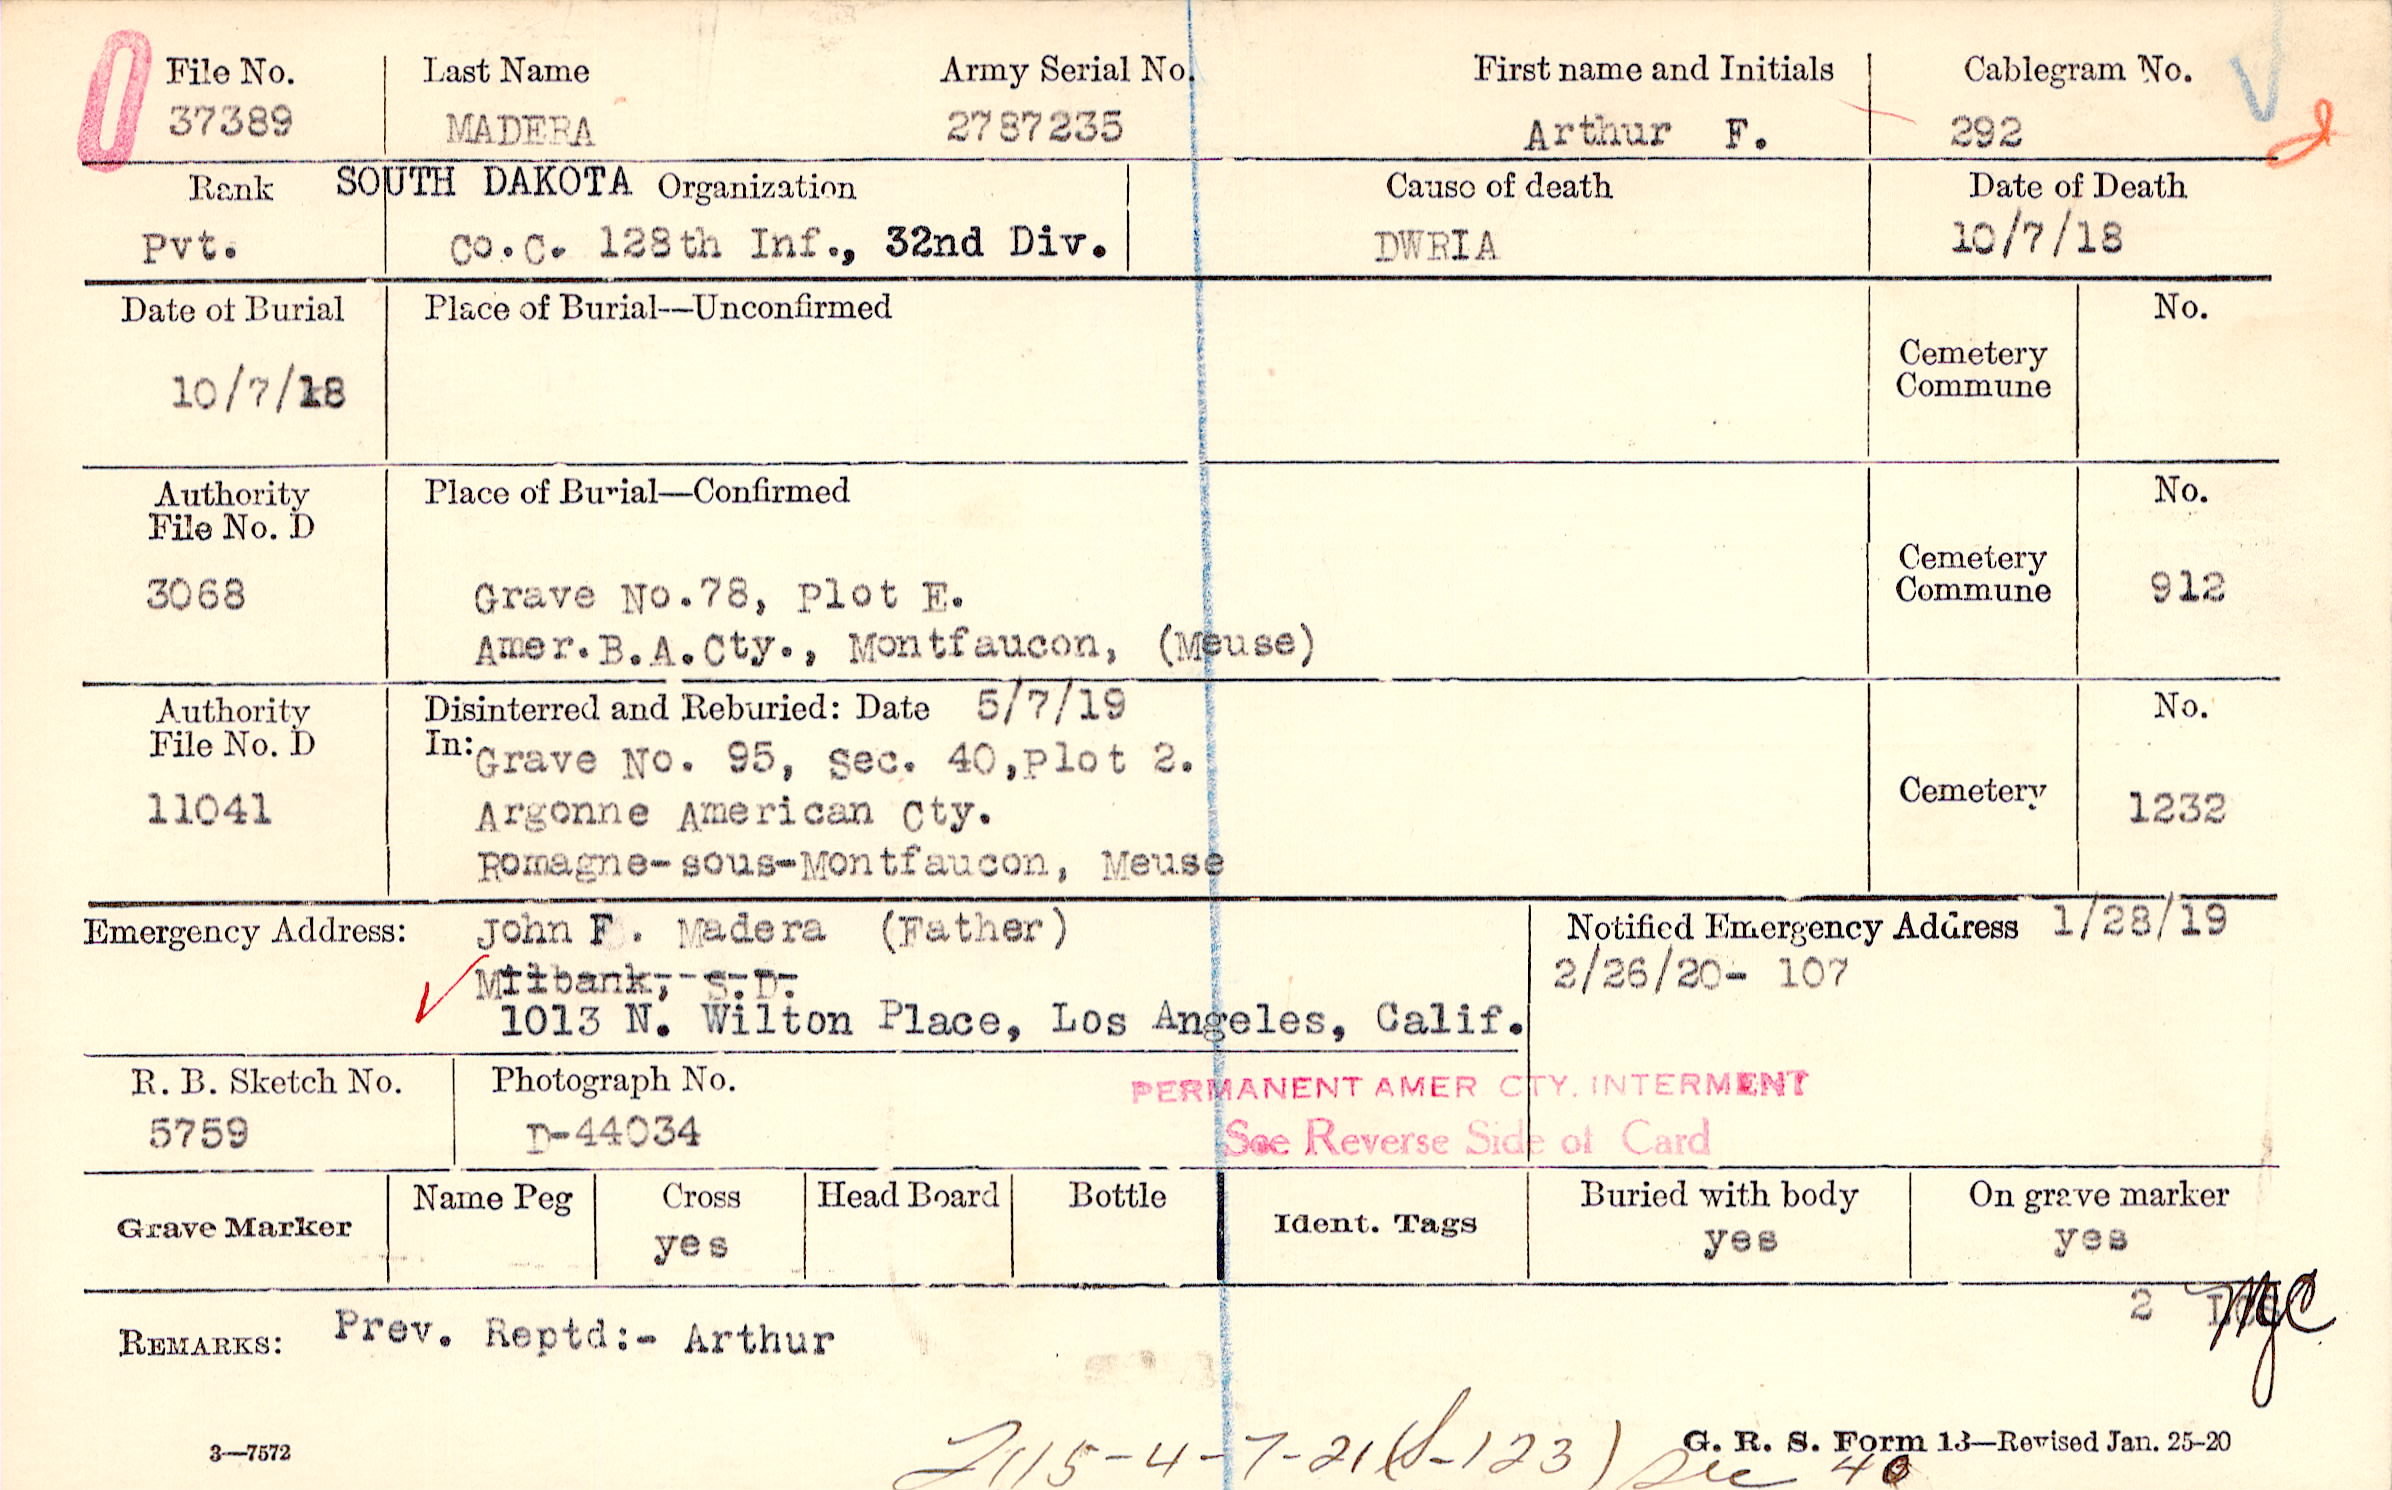 File No. Last Name Army Serial No. First name and Initials Cablegram No.
37389 MADERA 2787235 Arthur F. 292
Rank SOUTH DAKOTA Organization Cause of death Date of Death
Pvt. Co.C. 128th Inf., 32nd Div. DWRIA 10/7/18
Date of Burial Place of Burial—Unconfirmed No.
Cemetery
Commune
10/7/18
Authority Place of Burial—Confirmed No.
File No. D
Cemetery
Commune 912
3068 Grave No.78, Plot E.
Amer.B.A.Cty., Montfaucon, (Meuse)
Authority Disinterred and Reburied: Date 5/7/19 No.
File No. D In: Grave No. 95, Sec. 40,Plot 2.
Cemetery 1232
11041 Argonne American Cty.
Romagne-sous-Montfaucon, Meuse
Emergency Address: John F. Madera (Father) Notified Emergency Address 1/28/19
Milbank, S.D. 2/26/20- 107
1013 N. Wilton Place, Los Angeles, Calif.
R. B. Sketch No. Photograph No. PERMANENT AMER CTY. INTERMENT
5759 D-44034 See Reverse Side of Card
Grave Marker Name Peg Cross Head Board Bottle Ident. Tags Buried with body On grave marker
yes yes yes
2
REMARKS: Prev. Reptd:- Arthur
3—7572 G. R. S. Form 13—Revised Jan. 25-20
2115-4-7-21(S-123) Sec 40